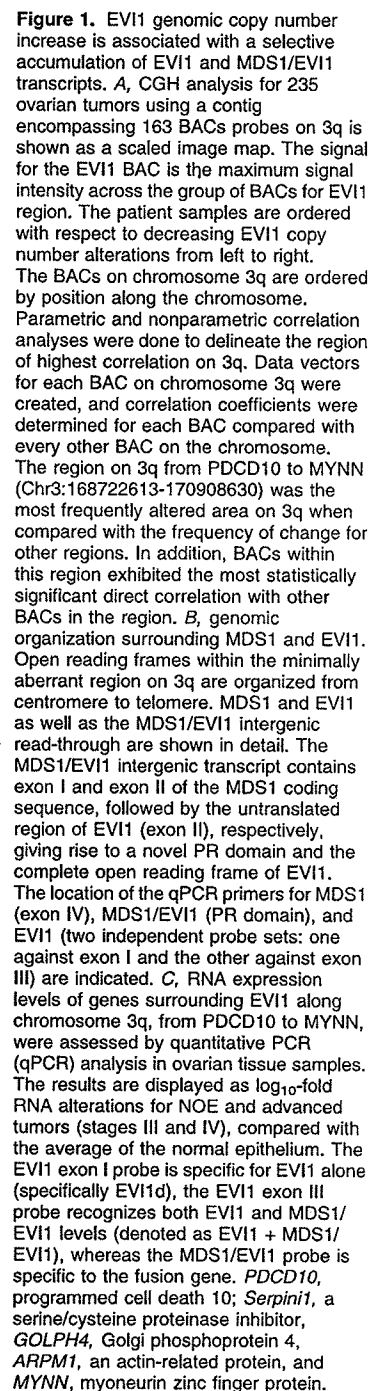 Figure 1. EVI1 genomic copy number
increase is associated with a selective
accumulation of EVI1 and MDS1/EVI1
transcripts. A, CGH analysis for 235
ovarian tumors using a contig
encompassing 163 BACs probes on 3q is
shown as a scaled image map. The signal
for the EVI1 BAC is the maximum signal
intensity across the group of BACs for EVI1
region. The patient samples are ordered
with respect to decreasing EVI1 copy
number alterations from left to right.
The BACs on chromosome 3q are ordered
by position along the chromosome.
Parametric and nonparametric correlation
analyses were done to delineate the region
of highest correlation on 3q. Data vectors
for each BAC on chromosome 3q were
created, and correlation coefficients were
determined for each BAC compared with
every other BAC on the chromosome.
The region on 3q from PDCD10 to MYNN
(Chr3:168722613-170908630) was the
most frequently altered area on 3q when
compared with the frequency of change for
other regions. In addition, BACs within
this region exhibited the most statistically
significant direct correlation with other
BACs in the region. B, genomic
organization surrounding MDS1 and EVI1.
Open reading frames within the minimally
aberrant region on 3q are organized from
centromere to telomere. MDS1 and EVI1
as well as the MDS1/EVI1 intergenic
read-through are shown in detail. The
MDS1/EVI1 intergenic transcript contains
exon I and exon II of the MDS1 coding
sequence, followed by the untranslated
region of EVI1 (exon II), respectively,
giving rise to a novel PR domain and the
complete open reading frame of EVI1.
The location of the qPCR primers for MDS1
(exon IV), MDS1/EVI1 (PR domain), and
EVI1 (two independent probe sets: one
against exon I and the other against exon
III) are indicated. C, RNA expression
levels of genes surrounding EVI1 along
chromosome 3q, from PDCD10 to MYNN,
were assessed by quantitative PCR
(qPCR) analysis in ovarian tissue samples.
The results are displayed as log₁₀-fold
RNA alterations for NOE and advanced
tumors (stages III and IV), compared with
the average of the normal epithelium. The
EVI1 exon I probe is specific for EVI1 alone
(specifically EVI1d), the EVI1 exon III
probe recognizes both EVI1 and MDS1/
EVI1 levels (denoted as EVI1 + MDS1/
EVI1), whereas the MDS1/EVI1 probe is
specific to the fusion gene. PDCD10,
programmed cell death 10; Serpini1, a
serine/cysteine proteinase inhibitor,
GOLPH4, Golgi phosphoprotein 4,
ARPM1, an actin-related protein, and
MYNN, myoneurin zinc finger protein.